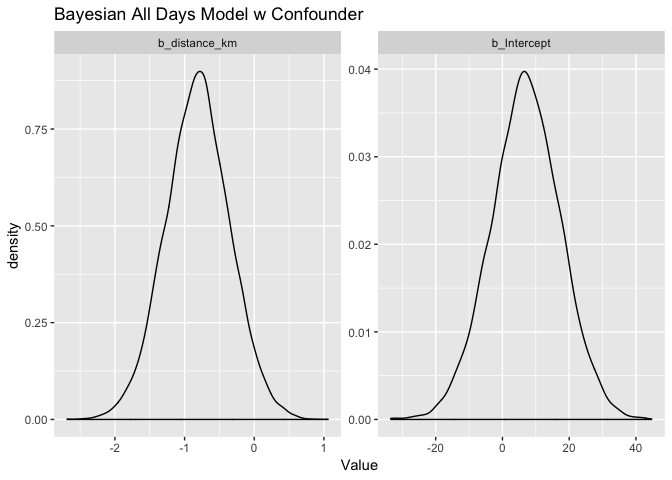 Bayesian All Days Model w Confounder
b_distance_km
b_Intercept
density
0.75
0.50
0.25
0.00
0.04
0.03
0.02
0.01
0.00
-2 -1 0 1
-20 0 20 40
Value